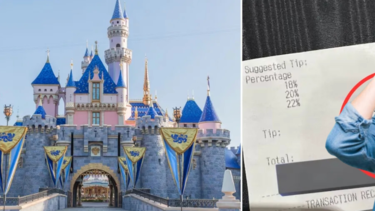 Suggested Tip:
Percentage
18%
20%
22%
Tip:
Total:
TRANSACTION REC